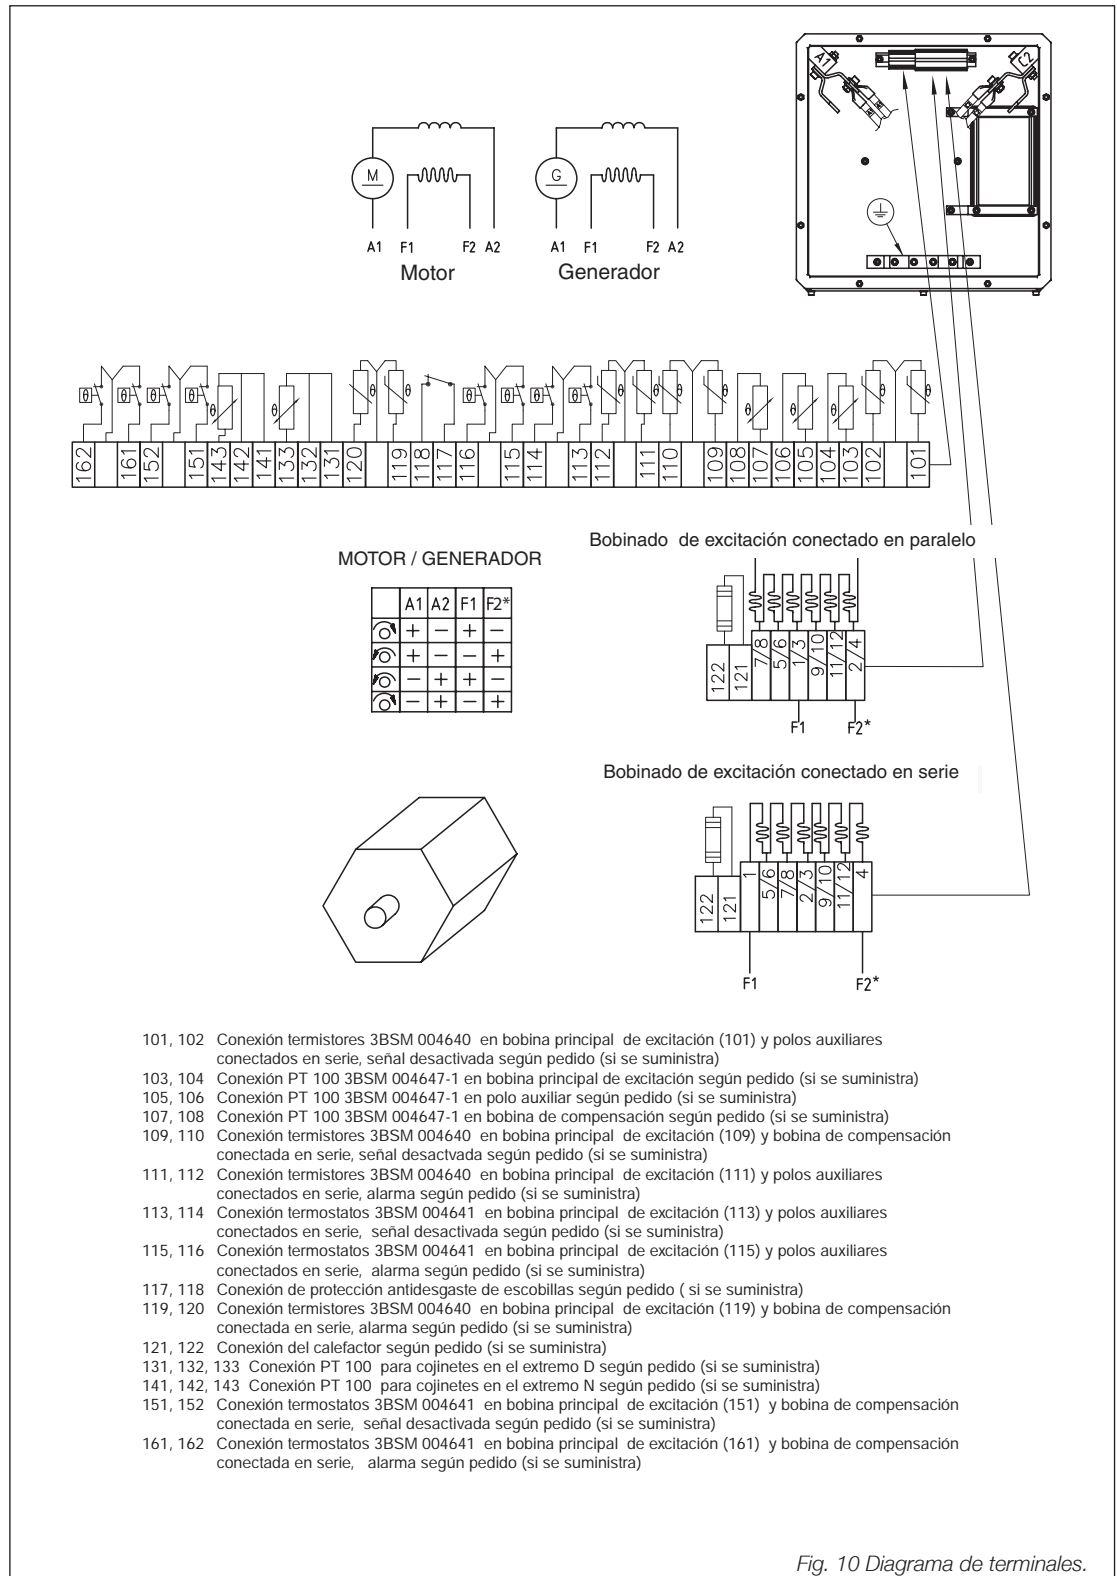 A1
C2
M
G
A1 F1 F2 A2
A1 F1 F2 A2
Motor
Generador
θ θ θ θ θ θ θ θ θ θ θ θ θ θ θ θ θ θ θ θ θ
162 161 152 151 143 142 141 133 132 131 120 119 118 117 116 115 114 113 112 111 110 109 108 107 106 105 104 103 102 101
Bobinado de excitación conectado en paralelo
MOTOR / GENERADOR
A1 A2 F1 F2*
+ − + −
+ − − +
− + + −
− + − +
122 121 7/8 5/6 1/3 9/10 11/12 2/4
F1 F2*
Bobinado de excitación conectado en serie
122 121 1 5/6 7/8 2/3 9/10 11/12 4
F1 F2*
101, 102 Conexión termistores 3BSM 004640 en bobina principal de excitación (101) y polos auxiliares
conectados en serie, señal desactivada según pedido (si se suministra)
103, 104 Conexión PT 100 3BSM 004647-1 en bobina principal de excitación según pedido (si se suministra)
105, 106 Conexión PT 100 3BSM 004647-1 en polo auxiliar según pedido (si se suministra)
107, 108 Conexión PT 100 3BSM 004647-1 en bobina de compensación según pedido (si se suministra)
109, 110 Conexión termistores 3BSM 004640 en bobina principal de excitación (109) y bobina de compensación
conectada en serie, señal desactvada según pedido (si se suministra)
111, 112 Conexión termistores 3BSM 004640 en bobina principal de excitación (111) y polos auxiliares
conectados en serie, alarma según pedido (si se suministra)
113, 114 Conexión termostatos 3BSM 004641 en bobina principal de excitación (113) y polos auxiliares
conectados en serie, señal desactivada según pedido (si se suministra)
115, 116 Conexión termostatos 3BSM 004641 en bobina principal de excitación (115) y polos auxiliares
conectados en serie, alarma según pedido (si se suministra)
117, 118 Conexión de protección antidesgaste de escobillas según pedido ( si se suministra)
119, 120 Conexión termistores 3BSM 004640 en bobina principal de excitación (119) y bobina de compensación
conectada en serie, alarma según pedido (si se suministra)
121, 122 Conexión del calefactor según pedido (si se suministra)
131, 132, 133 Conexión PT 100 para cojinetes en el extremo D según pedido (si se suministra)
141, 142, 143 Conexión PT 100 para cojinetes en el extremo N según pedido (si se suministra)
151, 152 Conexión termostatos 3BSM 004641 en bobina principal de excitación (151) y bobina de compensación
conectada en serie, señal desactivada según pedido (si se suministra)
161, 162 Conexión termostatos 3BSM 004641 en bobina principal de excitación (161) y bobina de compensación
conectada en serie, alarma según pedido (si se suministra)
Fig. 10 Diagrama de terminales.